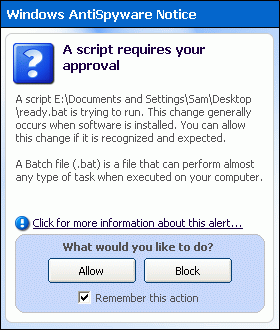 Windows AntiSpyware Notice
A script requires your
approval
A script E:\Documents and Settings\Sam\Desktop
\ready.bat is trying to run. This change generally
occurs when software is installed. You can allow
this change if it is recognized and expected.
A Batch file (.bat) is a file that can perform almost
any type of task when executed on your computer.
Click for more information about this alert...
What would you like to do?
Allow
Block
Remember this action